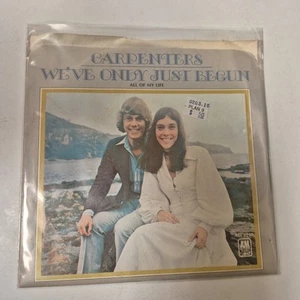 CARPENTERS
WE'VE ONLY JUST BEGUN
ALL OF MY LIFE
A&M